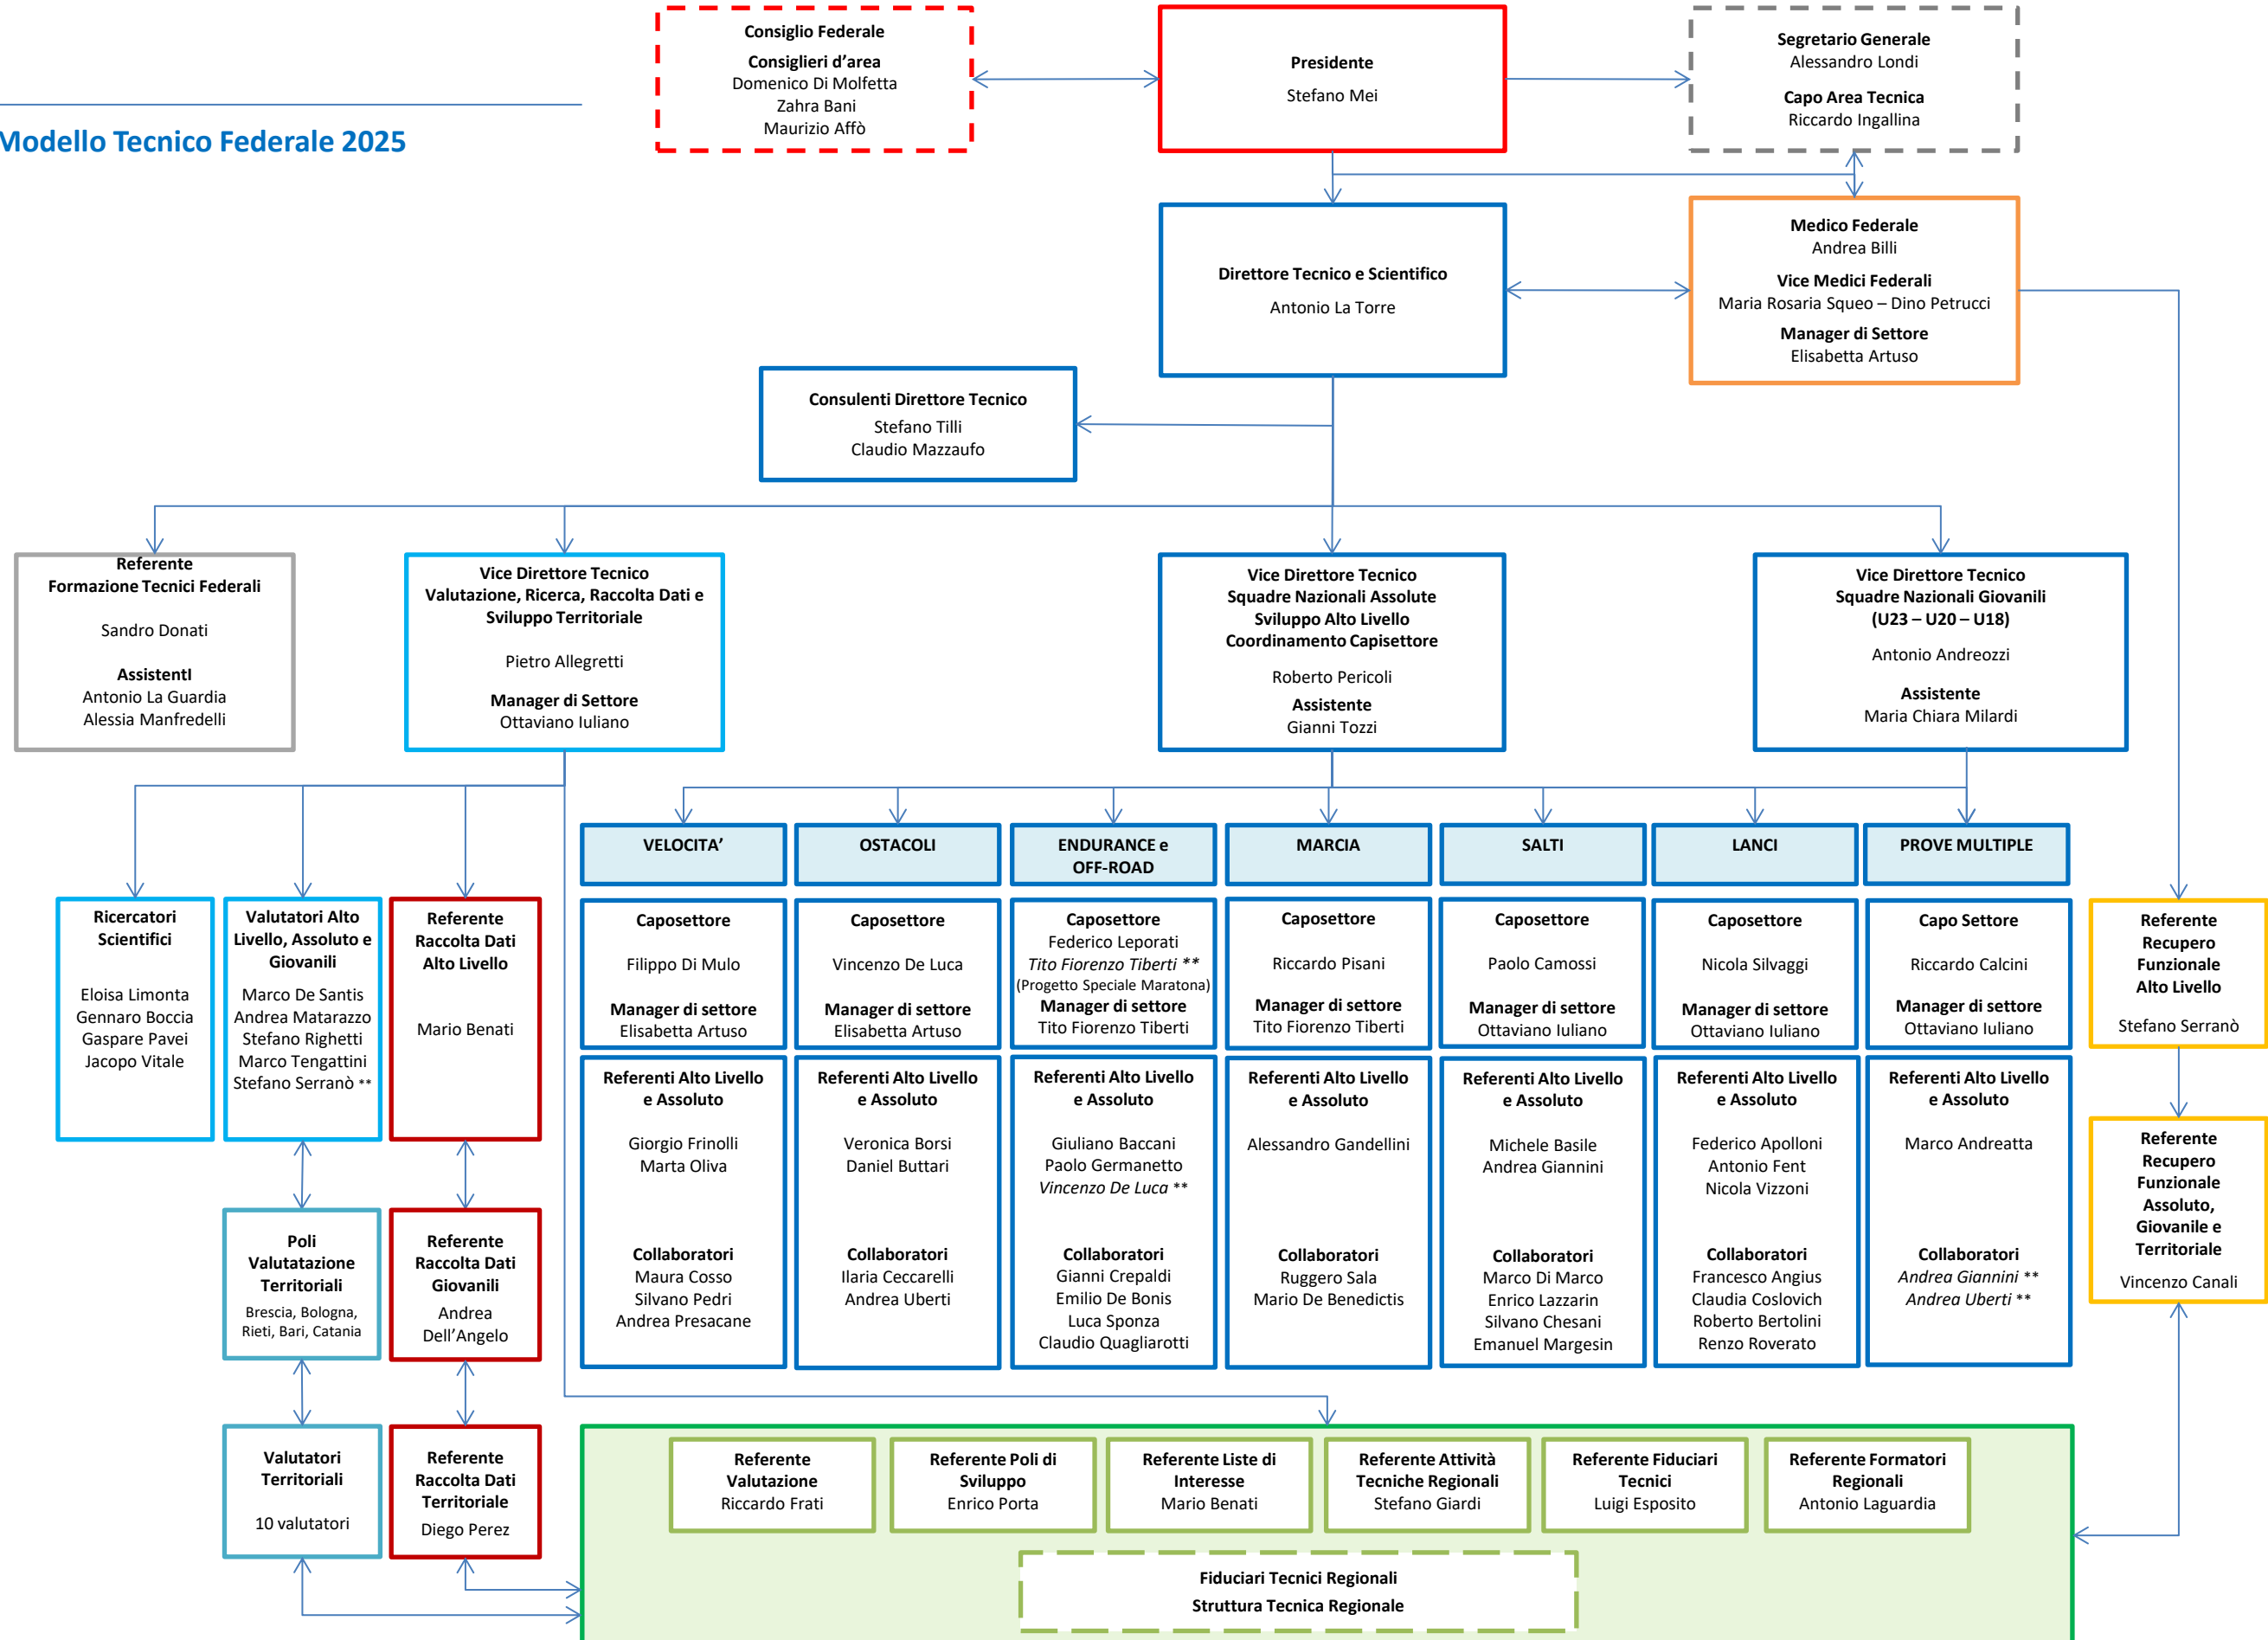 Modello Tecnico Federale 2025
Consiglio Federale
Consiglieri d'area
Domenico Di Molfetta
Zahra Bani
Maurizio Affò
Presidente
Stefano Mei
Segretario Generale
Alessandro Londi
Capo Area Tecnica
Riccardo Ingallina
Direttore Tecnico e Scientifico
Antonio La Torre
Medico Federale
Andrea Billi
Vice Medici Federali
Maria Rosaria Squeo – Dino Petrucci
Manager di Settore
Elisabetta Artuso
Consulenti Direttore Tecnico
Stefano Tilli
Claudio Mazzaufo
Referente
Formazione Tecnici Federali
Sandro Donati
AssistentI
Antonio La Guardia
Alessia Manfredelli
Vice Direttore Tecnico
Valutazione, Ricerca, Raccolta Dati e
Sviluppo Territoriale
Pietro Allegretti
Manager di Settore
Ottaviano Iuliano
Vice Direttore Tecnico
Squadre Nazionali Assolute
Sviluppo Alto Livello
Coordinamento Capisettore
Roberto Pericoli
Assistente
Gianni Tozzi
Vice Direttore Tecnico
Squadre Nazionali Giovanili
(U23 – U20 – U18)
Antonio Andreozzi
Assistente
Maria Chiara Milardi
Ricercatori
Scientifici
Eloisa Limonta
Gennaro Boccia
Gaspare Pavei
Jacopo Vitale
Valutatori Alto
Livello, Assoluto e
Giovanili
Marco De Santis
Andrea Matarazzo
Stefano Righetti
Marco Tengattini
Stefano Serranò **
Referente
Raccolta Dati
Alto Livello
Mario Benati
Poli
Valutatazione
Territoriali
Brescia, Bologna,
Rieti, Bari, Catania
Referente
Raccolta Dati
Giovanili
Andrea
Dell'Angelo
Valutatori
Territoriali
10 valutatori
Referente
Raccolta Dati
Territoriale
Diego Perez
VELOCITA'
Caposettore
Filippo Di Mulo
Manager di settore
Elisabetta Artuso
Referenti Alto Livello
e Assoluto
Giorgio Frinolli
Marta Oliva
Collaboratori
Maura Cosso
Silvano Pedri
Andrea Presacane
OSTACOLI
Caposettore
Vincenzo De Luca
Manager di settore
Elisabetta Artuso
Referenti Alto Livello
e Assoluto
Veronica Borsi
Daniel Buttari
Collaboratori
Ilaria Ceccarelli
Andrea Uberti
ENDURANCE e
OFF-ROAD
Caposettore
Federico Leporati
Tito Fiorenzo Tiberti **
(Progetto Speciale Maratona)
Manager di settore
Tito Fiorenzo Tiberti
Referenti Alto Livello
e Assoluto
Giuliano Baccani
Paolo Germanetto
Vincenzo De Luca **
Collaboratori
Gianni Crepaldi
Emilio De Bonis
Luca Sponza
Claudio Quagliarotti
MARCIA
Caposettore
Riccardo Pisani
Manager di settore
Tito Fiorenzo Tiberti
Referenti Alto Livello
e Assoluto
Alessandro Gandellini
Collaboratori
Ruggero Sala
Mario De Benedictis
SALTI
Caposettore
Paolo Camossi
Manager di settore
Ottaviano Iuliano
Referenti Alto Livello
e Assoluto
Michele Basile
Andrea Giannini
Collaboratori
Marco Di Marco
Enrico Lazzarin
Silvano Chesani
Emanuel Margesin
LANCI
Caposettore
Nicola Silvaggi
Manager di settore
Ottaviano Iuliano
Referenti Alto Livello
e Assoluto
Federico Apolloni
Antonio Fent
Nicola Vizzoni
Collaboratori
Francesco Angius
Claudia Coslovich
Roberto Bertolini
Renzo Roverato
PROVE MULTIPLE
Capo Settore
Riccardo Calcini
Manager di settore
Ottaviano Iuliano
Referenti Alto Livello
e Assoluto
Marco Andreatta
Collaboratori
Andrea Giannini **
Andrea Uberti **
Referente
Recupero
Funzionale
Alto Livello
Stefano Serranò
Referente
Recupero
Funzionale
Assoluto,
Giovanile e
Territoriale
Vincenzo Canali
Referente
Valutazione
Riccardo Frati
Referente Poli di
Sviluppo
Enrico Porta
Referente Liste di
Interesse
Mario Benati
Referente Attività
Tecniche Regionali
Stefano Giardi
Referente Fiduciari
Tecnici
Luigi Esposito
Referente Formatori
Regionali
Antonio Laguardia
Fiduciari Tecnici Regionali
Struttura Tecnica Regionale